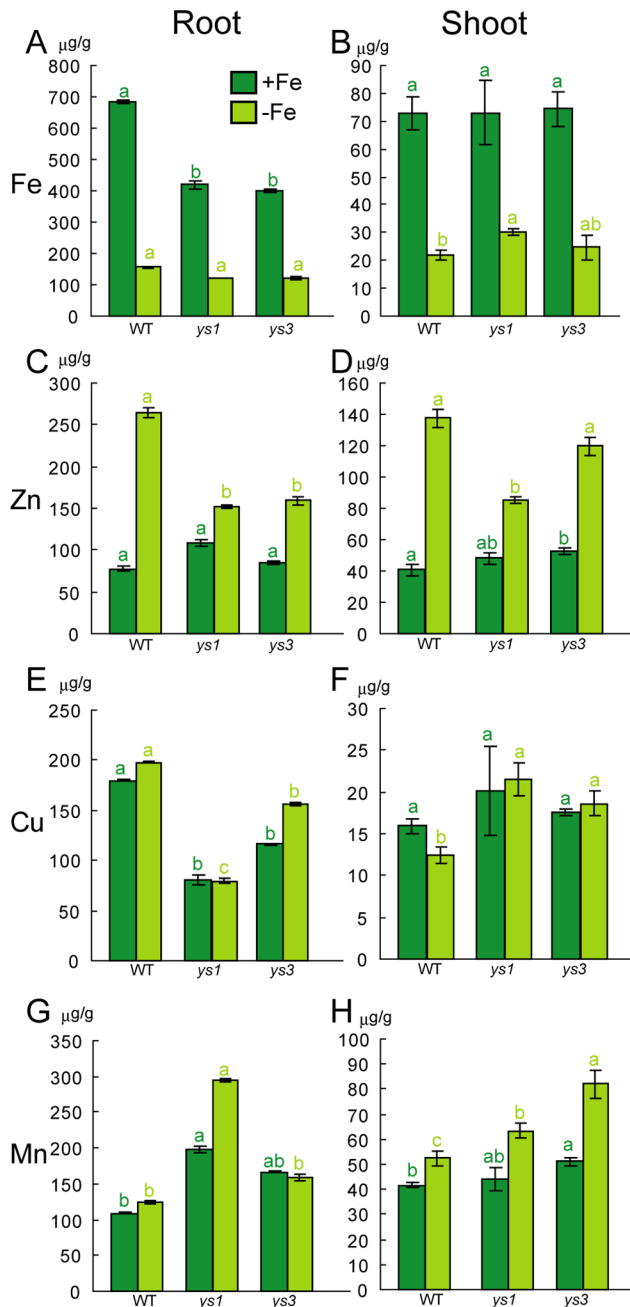 Root
Shoot
A
μg/g
800
700
600
500
400
300
200
100
0
Fe
a
a
b
a
b
a
+Fe
-Fe
WT
ys1
ys3
B
μg/g
90
80
70
60
50
40
30
20
10
0
a
b
a
a
a
ab
WT
ys1
ys3
C
μg/g
300
250
200
150
100
50
0
Zn
a
a
a
b
a
b
WT
ys1
ys3
D
μg/g
160
140
120
100
80
60
40
20
0
a
a
ab
b
b
a
WT
ys1
ys3
E
μg/g
250
200
150
100
50
0
Cu
a
a
b
c
b
b
WT
ys1
ys3
F
μg/g
30
25
20
15
10
5
0
a
b
a
a
a
a
WT
ys1
ys3
G
μg/g
350
300
250
200
150
100
50
0
Mn
b
b
a
a
ab
b
WT
ys1
ys3
H
μg/g
100
90
80
70
60
50
40
30
20
10
0
b
c
ab
b
a
a
WT
ys1
ys3